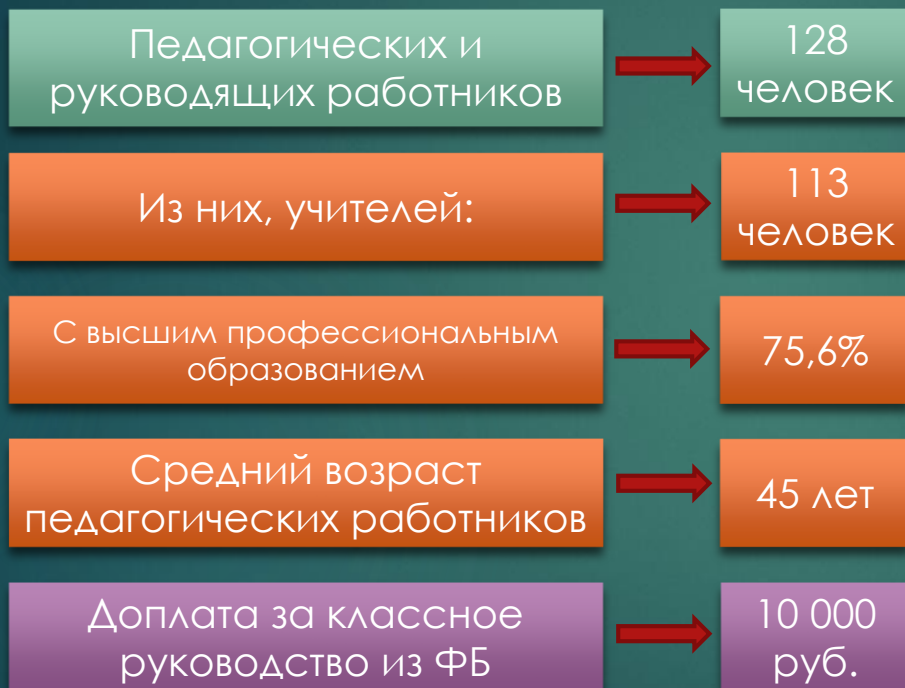 Педагогических и
руководящих работников
128
человек
Из них, учителей:
113
человек
С высшим профессиональным
образованием
75,6%
Средний возраст
педагогических работников
45 лет
Доплата за классное
руководство из ФБ
10 000
руб.